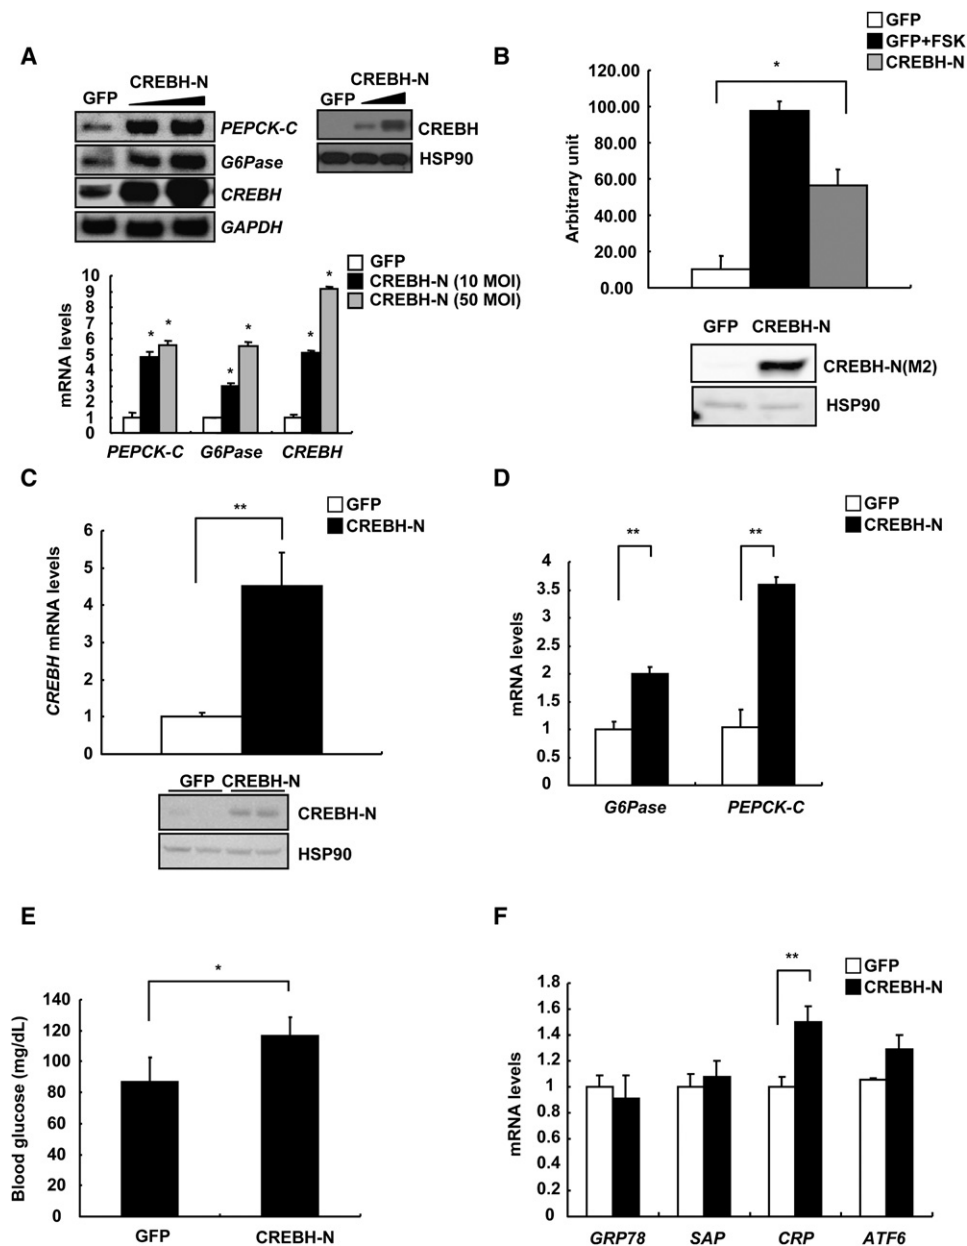 A
GFP CREBH-N
PEPCK-C
G6Pase
CREBH
GAPDH
GFP CREBH-N
CREBH
HSP90
GFP
CREBH-N (10 MOI)
CREBH-N (50 MOI)
mRNA levels
10
9
8
7
6
5
4
3
2
1
0
* *
* *
* *
PEPCK-C G6Pase CREBH
B
GFP
GFP+FSK
CREBH-N
Arbitrary unit
120.00
100.00
80.00
60.00
40.00
20.00
0.00
*
GFP CREBH-N
CREBH-N(M2)
HSP90
C
GFP
CREBH-N
CREBH mRNA levels
6
5
4
3
2
1
0
**
GFP CREBH-N
CREBH-N
HSP90
D
GFP
CREBH-N
mRNA levels
4
3.5
3
2.5
2
1.5
1
0.5
0
** **
G6Pase PEPCK-C
E
Blood glucose (mg/dL)
140
120
100
80
60
40
20
0
*
GFP CREBH-N
F
GFP
CREBH-N
mRNA levels
1.8
1.6
1.4
1.2
1
0.8
0.6
0.4
0.2
0
**
GRP78 SAP CRP ATF6